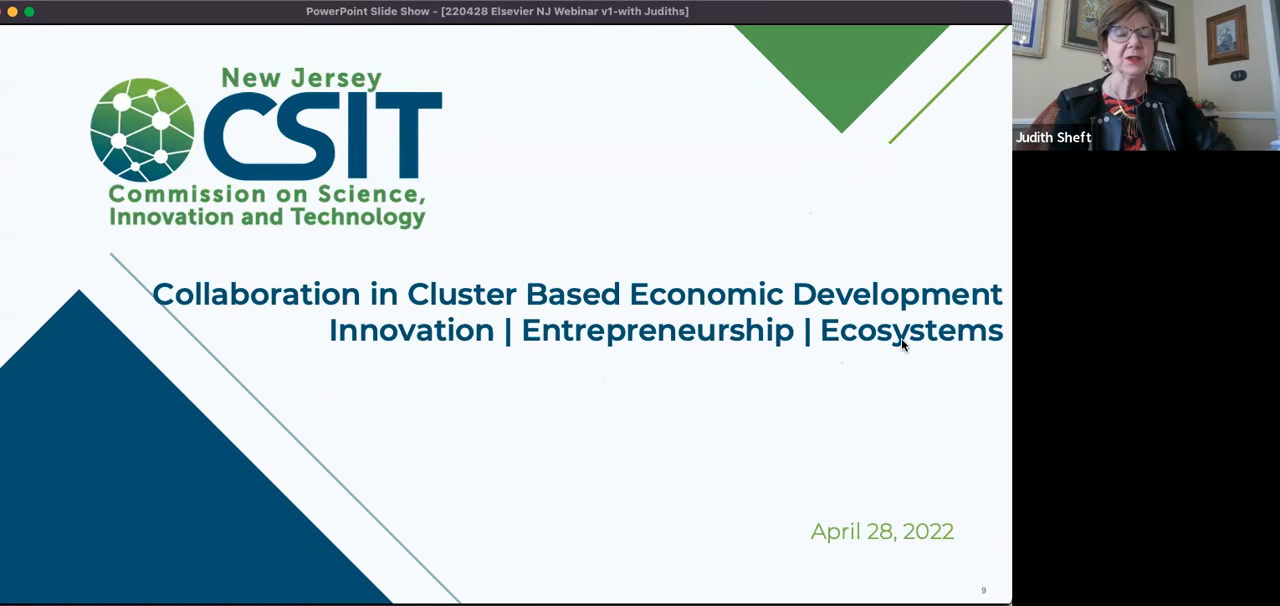 PowerPoint Slide Show - [220428 Elsevier NJ Webinar v1-with Judiths]
New Jersey
CSIT
Commission on Science,
Innovation and Technology
Judith Sheft
Collaboration in Cluster Based Economic Development
Innovation | Entrepreneurship | Ecosystems
April 28, 2022
9